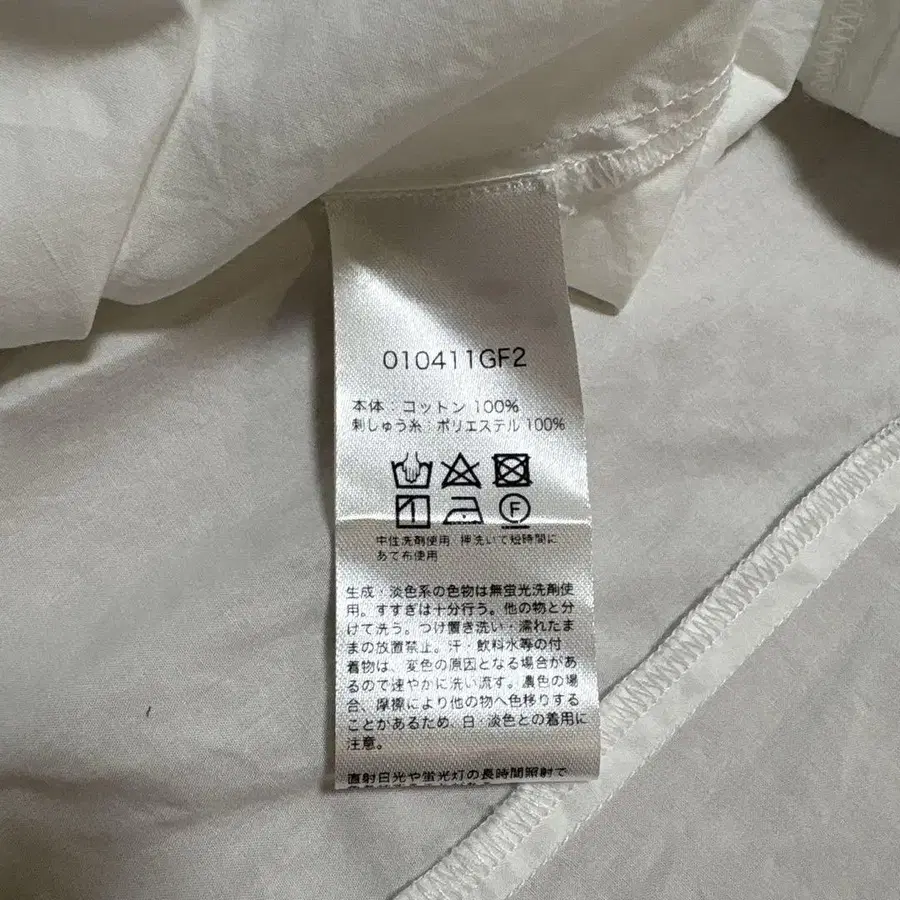 010411GF2
本体:コットン 100%
刺しゅう糸:ポリエステル 100%
F
中性洗剤使用 押洗いで短時間に
あて布使用
生成・淡色系の色物は無蛍光洗剤使
用。すすぎは十分行う。他の物と分
けて洗う。つけ置き洗い・濡れたま
まの放置禁止。汗・飲料水等の付
着物は、変色の原因となる場合があ
るので速やかに洗い流す。濃色の場
合、摩擦により他の物へ色移りする
ことがあるため、白・淡色との着用に
注意。
直射日光や蛍光灯の長時間照射で